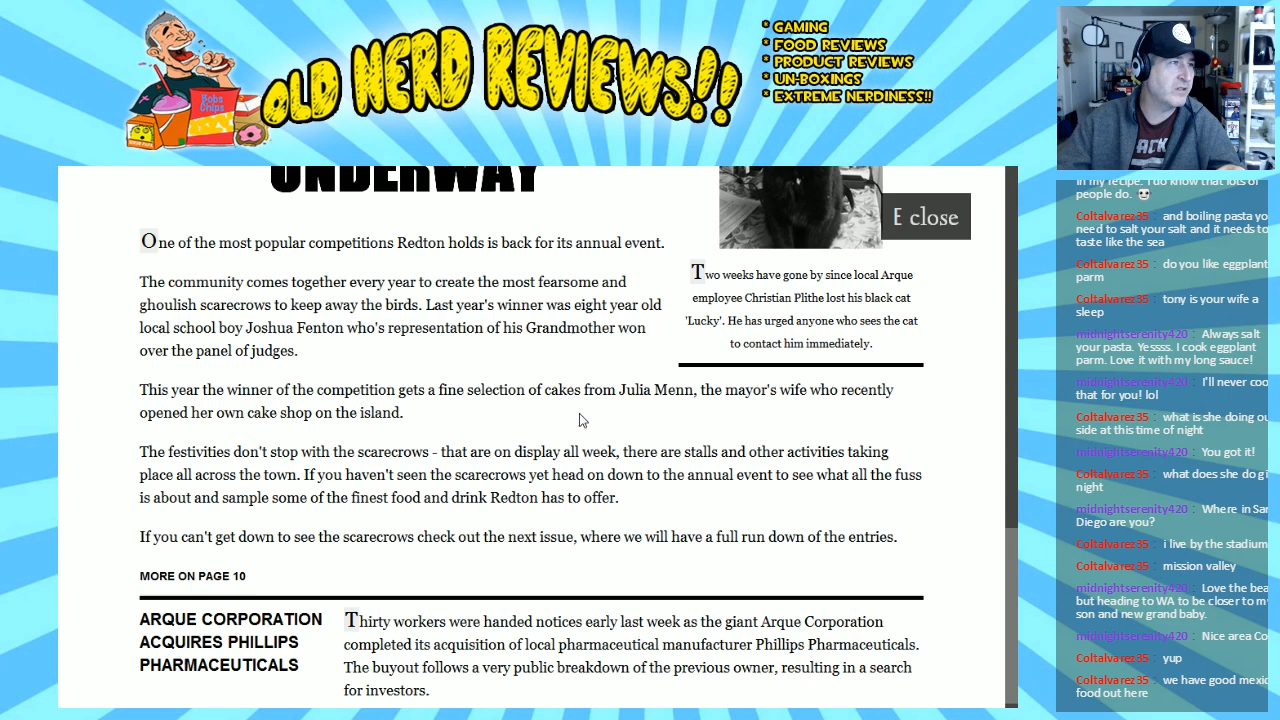 OLD NERD REVIEWS!!
Bobs
Chips
* GAMING
* FOOD REVIEWS
* PRODUCT REVIEWS
* UN-BOXINGS
* EXTREME NERDINESS!!
UNDERWAY
E close
One of the most popular competitions Redton holds is back for its annual event.
The community comes together every year to create the most fearsome and
ghoulish scarecrows to keep away the birds. Last year's winner was eight year old
local school boy Joshua Fenton who's representation of his Grandmother won
over the panel of judges.
Two weeks have gone by since local Arque
employee Christian Plithe lost his black cat
'Lucky'. He has urged anyone who sees the cat
to contact him immediately.
This year the winner of the competition gets a fine selection of cakes from Julia Menn, the mayor's wife who recently
opened her own cake shop on the island.
The festivities don't stop with the scarecrows - that are on display all week, there are stalls and other activities taking
place all across the town. If you haven't seen the scarecrows yet head on down to the annual event to see what all the fuss
is about and sample some of the finest food and drink Redton has to offer.
If you can't get down to see the scarecrows check out the next issue, where we will have a full run down of the entries.
MORE ON PAGE 10
ARQUE CORPORATION
ACQUIRES PHILLIPS
PHARMACEUTICALS
Thirty workers were handed notices early last week as the giant Arque Corporation
completed its acquisition of local pharmaceutical manufacturer Phillips Pharmaceuticals.
The buyout follows a very public breakdown of the previous owner, resulting in a search
for investors.
in my recipe. I do know that lots of
people do.
Coltalvarez35 : and boiling pasta yo
need to salt your salt and it needs to
taste like the sea
Coltalvarez35 : do you like eggplant
parm
Coltalvarez35 : tony is your wife a
sleep
midnightserenity420 : Always salt
your pasta. Yessss. I cook eggplant
parm. Love it with my long sauce!
midnightserenity420 : I'll never coo
that for you! lol
Coltalvarez35 : what is she doing ou
side at this time of night
midnightserenity420 : You got it!
Coltalvarez35 : what does she do g i
night
midnightserenity420 : Where in Sa
Diego are you?
Coltalvarez35 : i live by the stadium
Coltalvarez35 : mission valley
midnightserenity420 : Love the bea
but heading to WA to be closer to my
son and new grand baby.
midnightserenity420 : Nice area Co
Coltalvarez35 : yup
Coltalvarez35 : we have good mexic
food out here